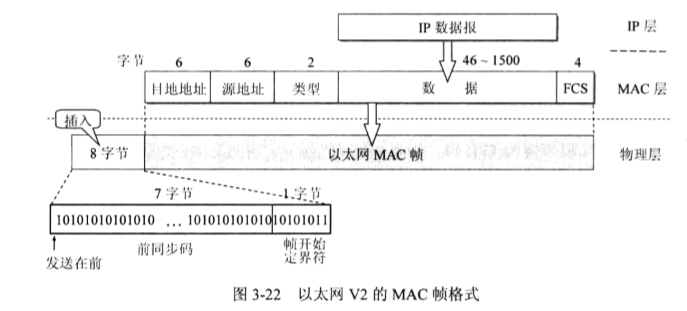 IP 数据报
IP 层
字节 6 6 2 46 ~ 1500 4
目地地址 源地址 类型 数 据 FCS MAC 层
插入
8 字节 以太网 MAC 帧 物理层
7 字节 1 字节
10101010101010 … 10101010101010101011
前同步码 帧开始
定界符
发送在前
图 3-22 以太网 V2 的 MAC 帧格式